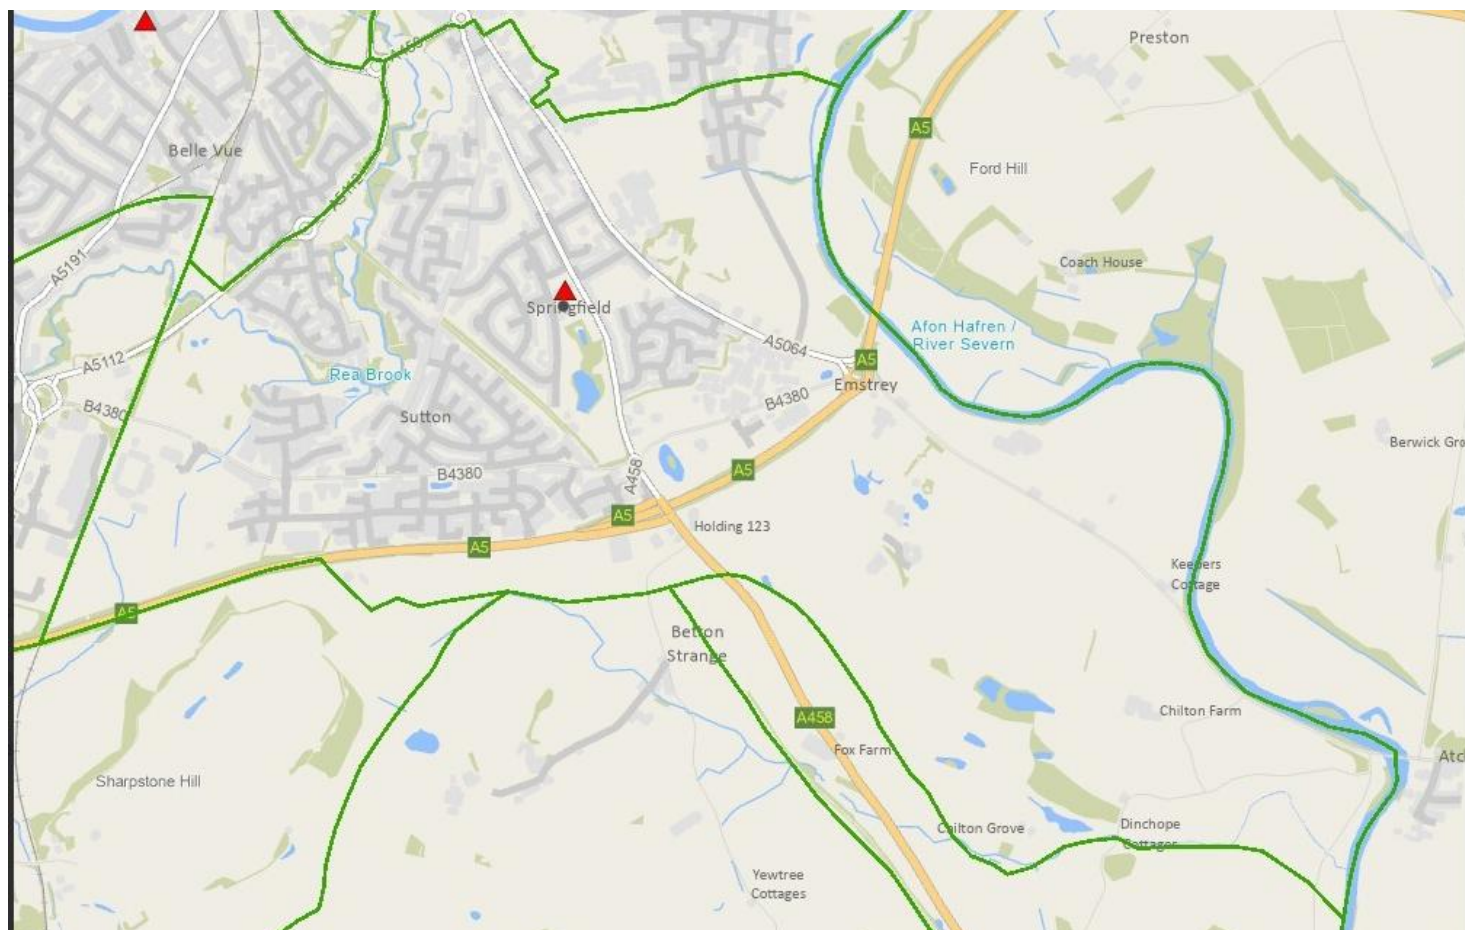 Preston
A458
A5
Belle Vue
Ford Hill
A5112
Coach House
A5191
Springfield
Afon Hafren /
River Severn
A5064
A5112
A5
Rea Brook
Emstrey
B4380
B4380
Sutton
Berwick Gro
A5
B4380
A458
A5
Holding 123
A5
Keepers
Cottage
A5
Betton
Strange
Chilton Farm
A458
Fox Farm
Atc
Sharpstone Hill
Chilton Grove
Dinchope
Cottages
Yewtree
Cottages